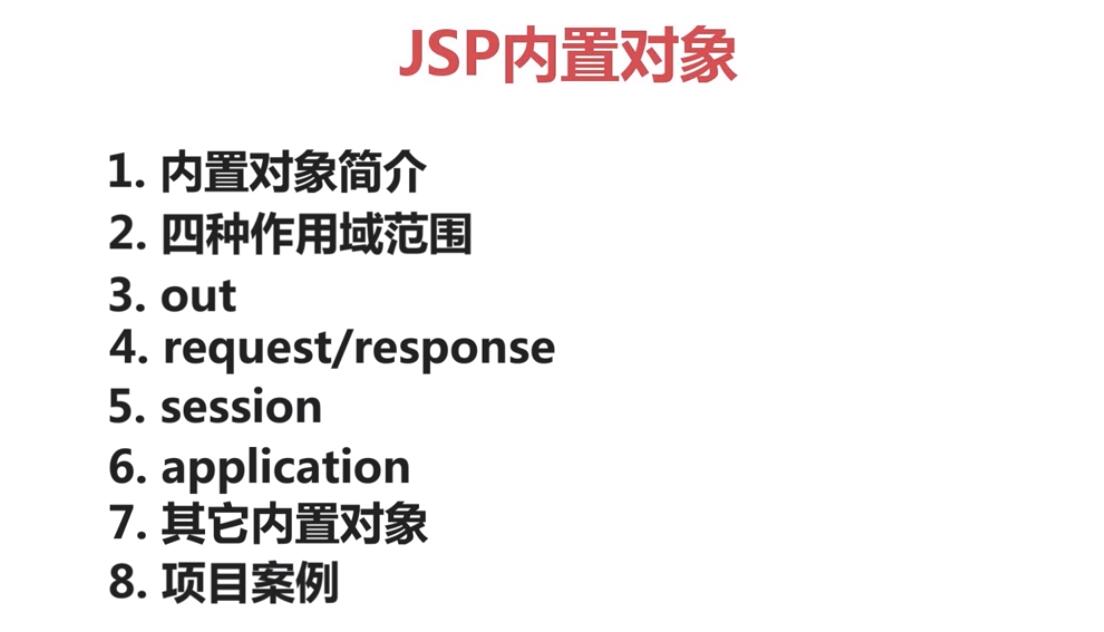 JSP内置对象
1. 内置对象简介
2. 四种作用域范围
3. out
4. request/response
5. session
6. application
7. 其它内置对象
8. 项目案例